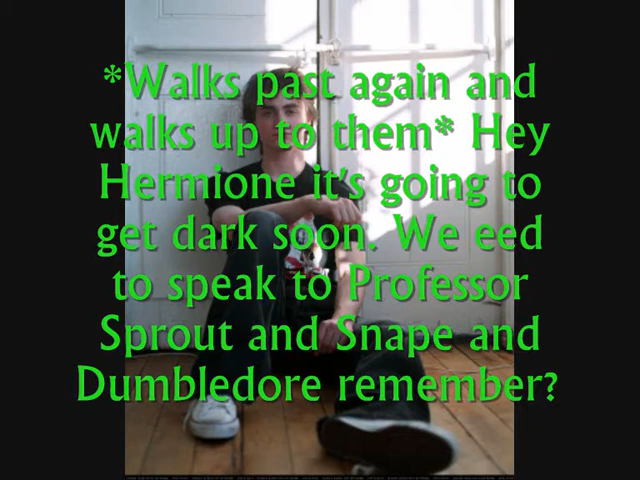 *Walks past again and
walks up to them* Hey
Hermione it's going to
get dark soon. We eed
to speak to Professor
Sprout and Snape and
Dumbledore remember?